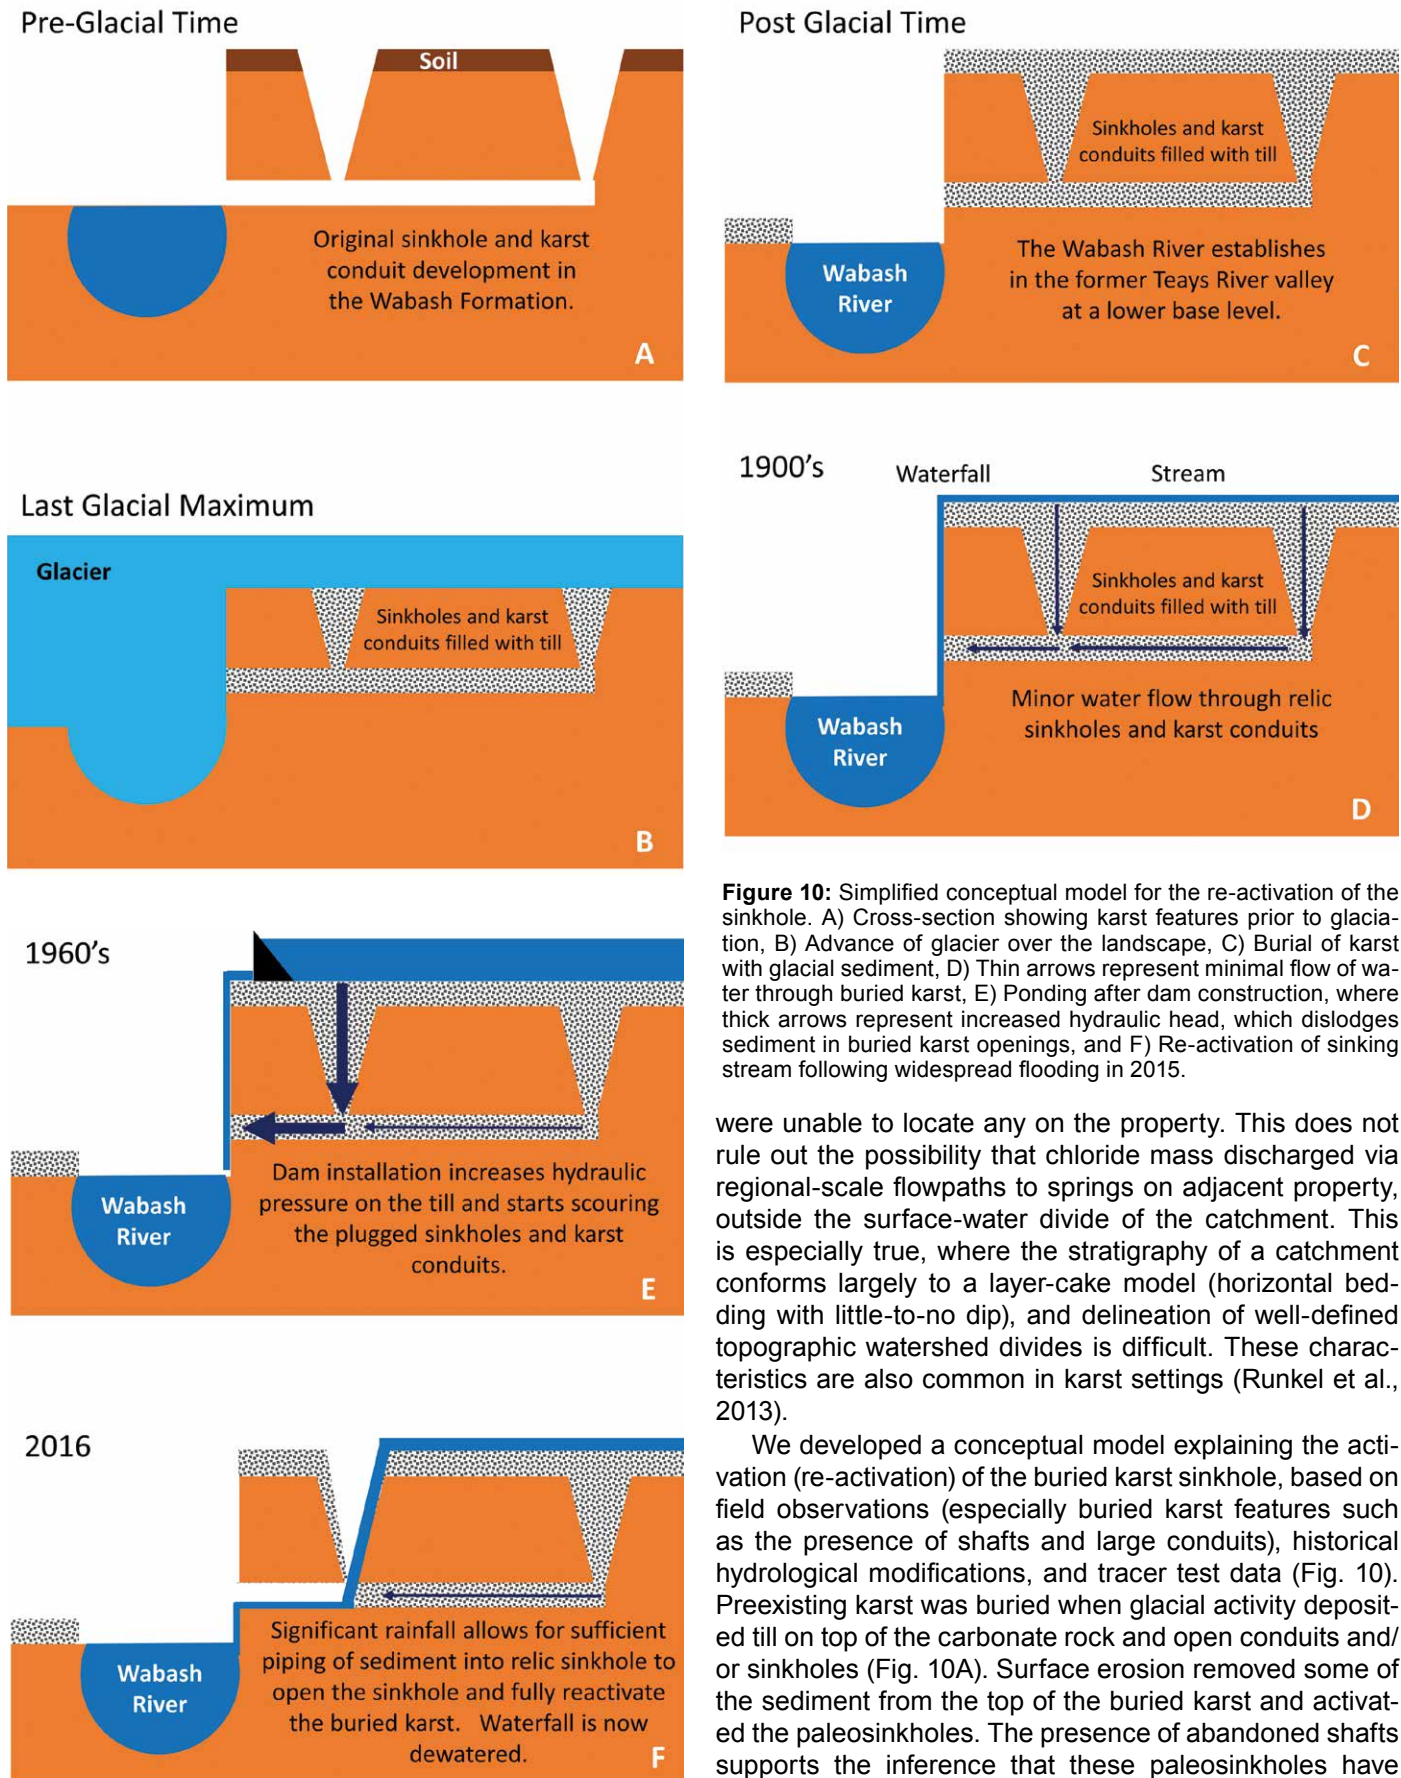 Pre-Glacial Time
Soil
Original sinkhole and karst
conduit development in
the Wabash Formation.
A
Last Glacial Maximum
Glacier
Sinkholes and karst
conduits filled with till
B
Post Glacial Time
Sinkholes and karst
conduits filled with till
The Wabash River establishes
in the former Teays River valley
at a lower base level.
Wabash
River
C
1900's
Waterfall
Stream
Sinkholes and karst
conduits filled with till
Minor water flow through relic
sinkholes and karst conduits
Wabash
River
D
1960's
Dam installation increases hydraulic
pressure on the till and starts scouring
the plugged sinkholes and karst
conduits.
Wabash
River
E
2016
Significant rainfall allows for sufficient
piping of sediment into relic sinkhole to
open the sinkhole and fully reactivate
the buried karst. Waterfall is now
dewatered.
Wabash
River
F
Figure 10: Simplified conceptual model for the re-activation of the
sinkhole. A) Cross-section showing karst features prior to glacia-
tion, B) Advance of glacier over the landscape, C) Burial of karst
with glacial sediment, D) Thin arrows represent minimal flow of wa-
ter through buried karst, E) Ponding after dam construction, where
thick arrows represent increased hydraulic head, which dislodges
sediment in buried karst openings, and F) Re-activation of sinking
stream following widespread flooding in 2015.
were unable to locate any on the property. This does not
rule out the possibility that chloride mass discharged via
regional-scale flowpaths to springs on adjacent property,
outside the surface-water divide of the catchment. This
is especially true, where the stratigraphy of a catchment
conforms largely to a layer-cake model (horizontal bed-
ding with little-to-no dip), and delineation of well-defined
topographic watershed divides is difficult. These charac-
teristics are also common in karst settings (Runkel et al.,
2013).
We developed a conceptual model explaining the acti-
vation (re-activation) of the buried karst sinkhole, based on
field observations (especially buried karst features such
as the presence of shafts and large conduits), historical
hydrological modifications, and tracer test data (Fig. 10).
Preexisting karst was buried when glacial activity deposit-
ed till on top of the carbonate rock and open conduits and/
or sinkholes (Fig. 10A). Surface erosion removed some of
the sediment from the top of the buried karst and activat-
ed the paleosinkholes. The presence of abandoned shafts
supports the inference that these paleosinkholes have